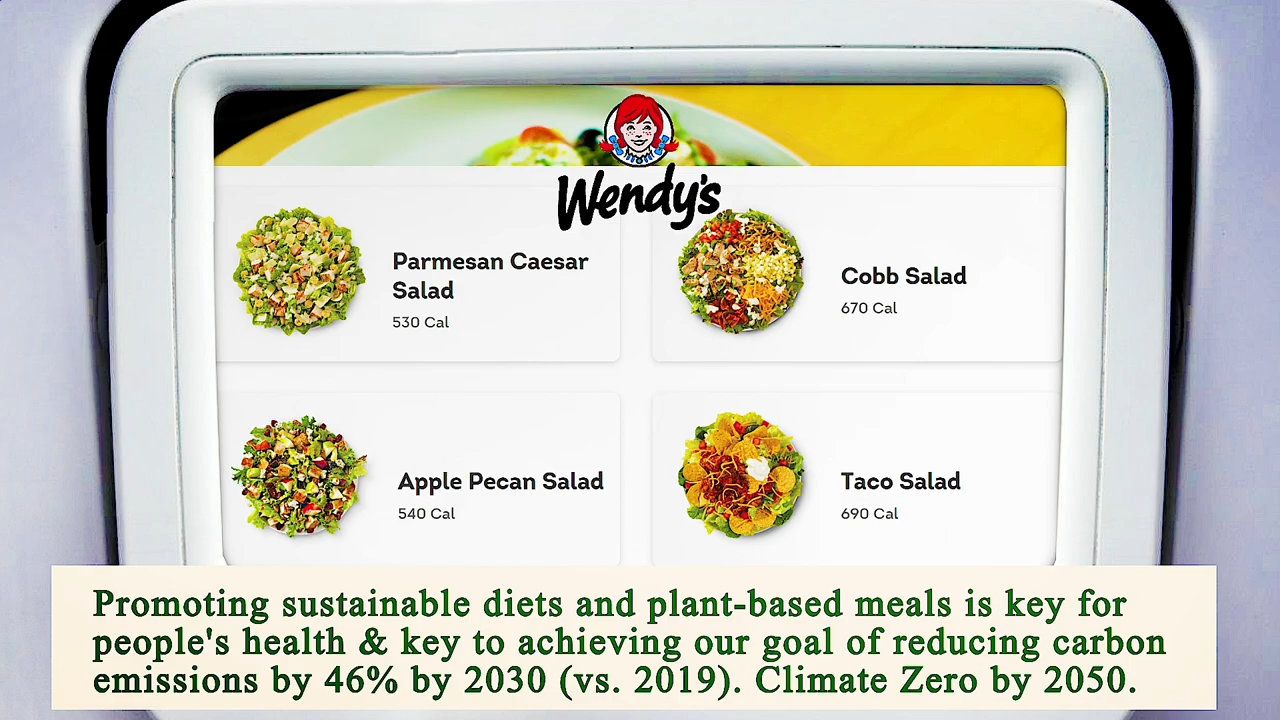 Wendy's
Parmesan Caesar
Salad
530 Cal
Cobb Salad
670 Cal
Apple Pecan Salad
540 Cal
Taco Salad
690 Cal
Promoting sustainable diets and plant-based meals is key for
people's health & key to achieving our goal of reducing carbon
emissions by 46% by 2030 (vs. 2019). Climate Zero by 2050.